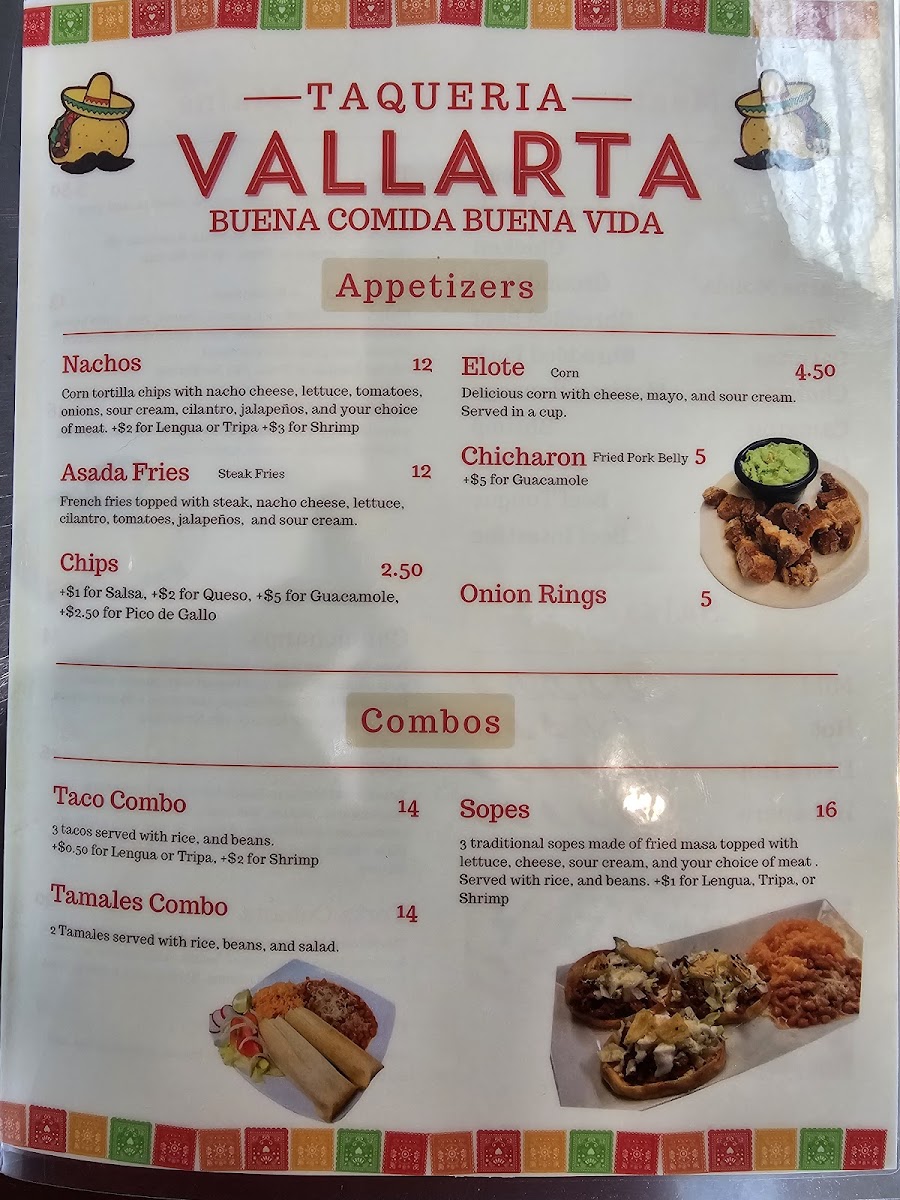 TAQUERIA
VALLARTA
BUENA COMIDA BUENA VIDA
Appetizers
Nachos 12
Corn tortilla chips with nacho cheese, lettuce, tomatoes,
onions, sour cream, cilantro, jalapeños, and your choice
of meat. +$2 for Lengua or Tripa +$3 for Shrimp
Asada Fries Steak Fries 12
French fries topped with steak, nacho cheese, lettuce,
cilantro, tomatoes, jalapeños, and sour cream.
Chips 2.50
+$1 for Salsa, +$2 for Queso, +$5 for Guacamole,
+$2.50 for Pico de Gallo
Elote Corn 4.50
Delicious corn with cheese, mayo, and sour cream.
Served in a cup.
Chicharon Fried Pork Belly 5
+$5 for Guacamole
Onion Rings 5
Combos
Taco Combo 14
3 tacos served with rice, and beans.
+$0.50 for Lengua or Tripa, +$2 for Shrimp
Tamales Combo 14
2 Tamales served with rice, beans, and salad.
Sopes 16
3 traditional sopes made of fried masa topped with
lettuce, cheese, sour cream, and your choice of meat .
Served with rice, and beans. +$1 for Lengua, Tripa, or
Shrimp